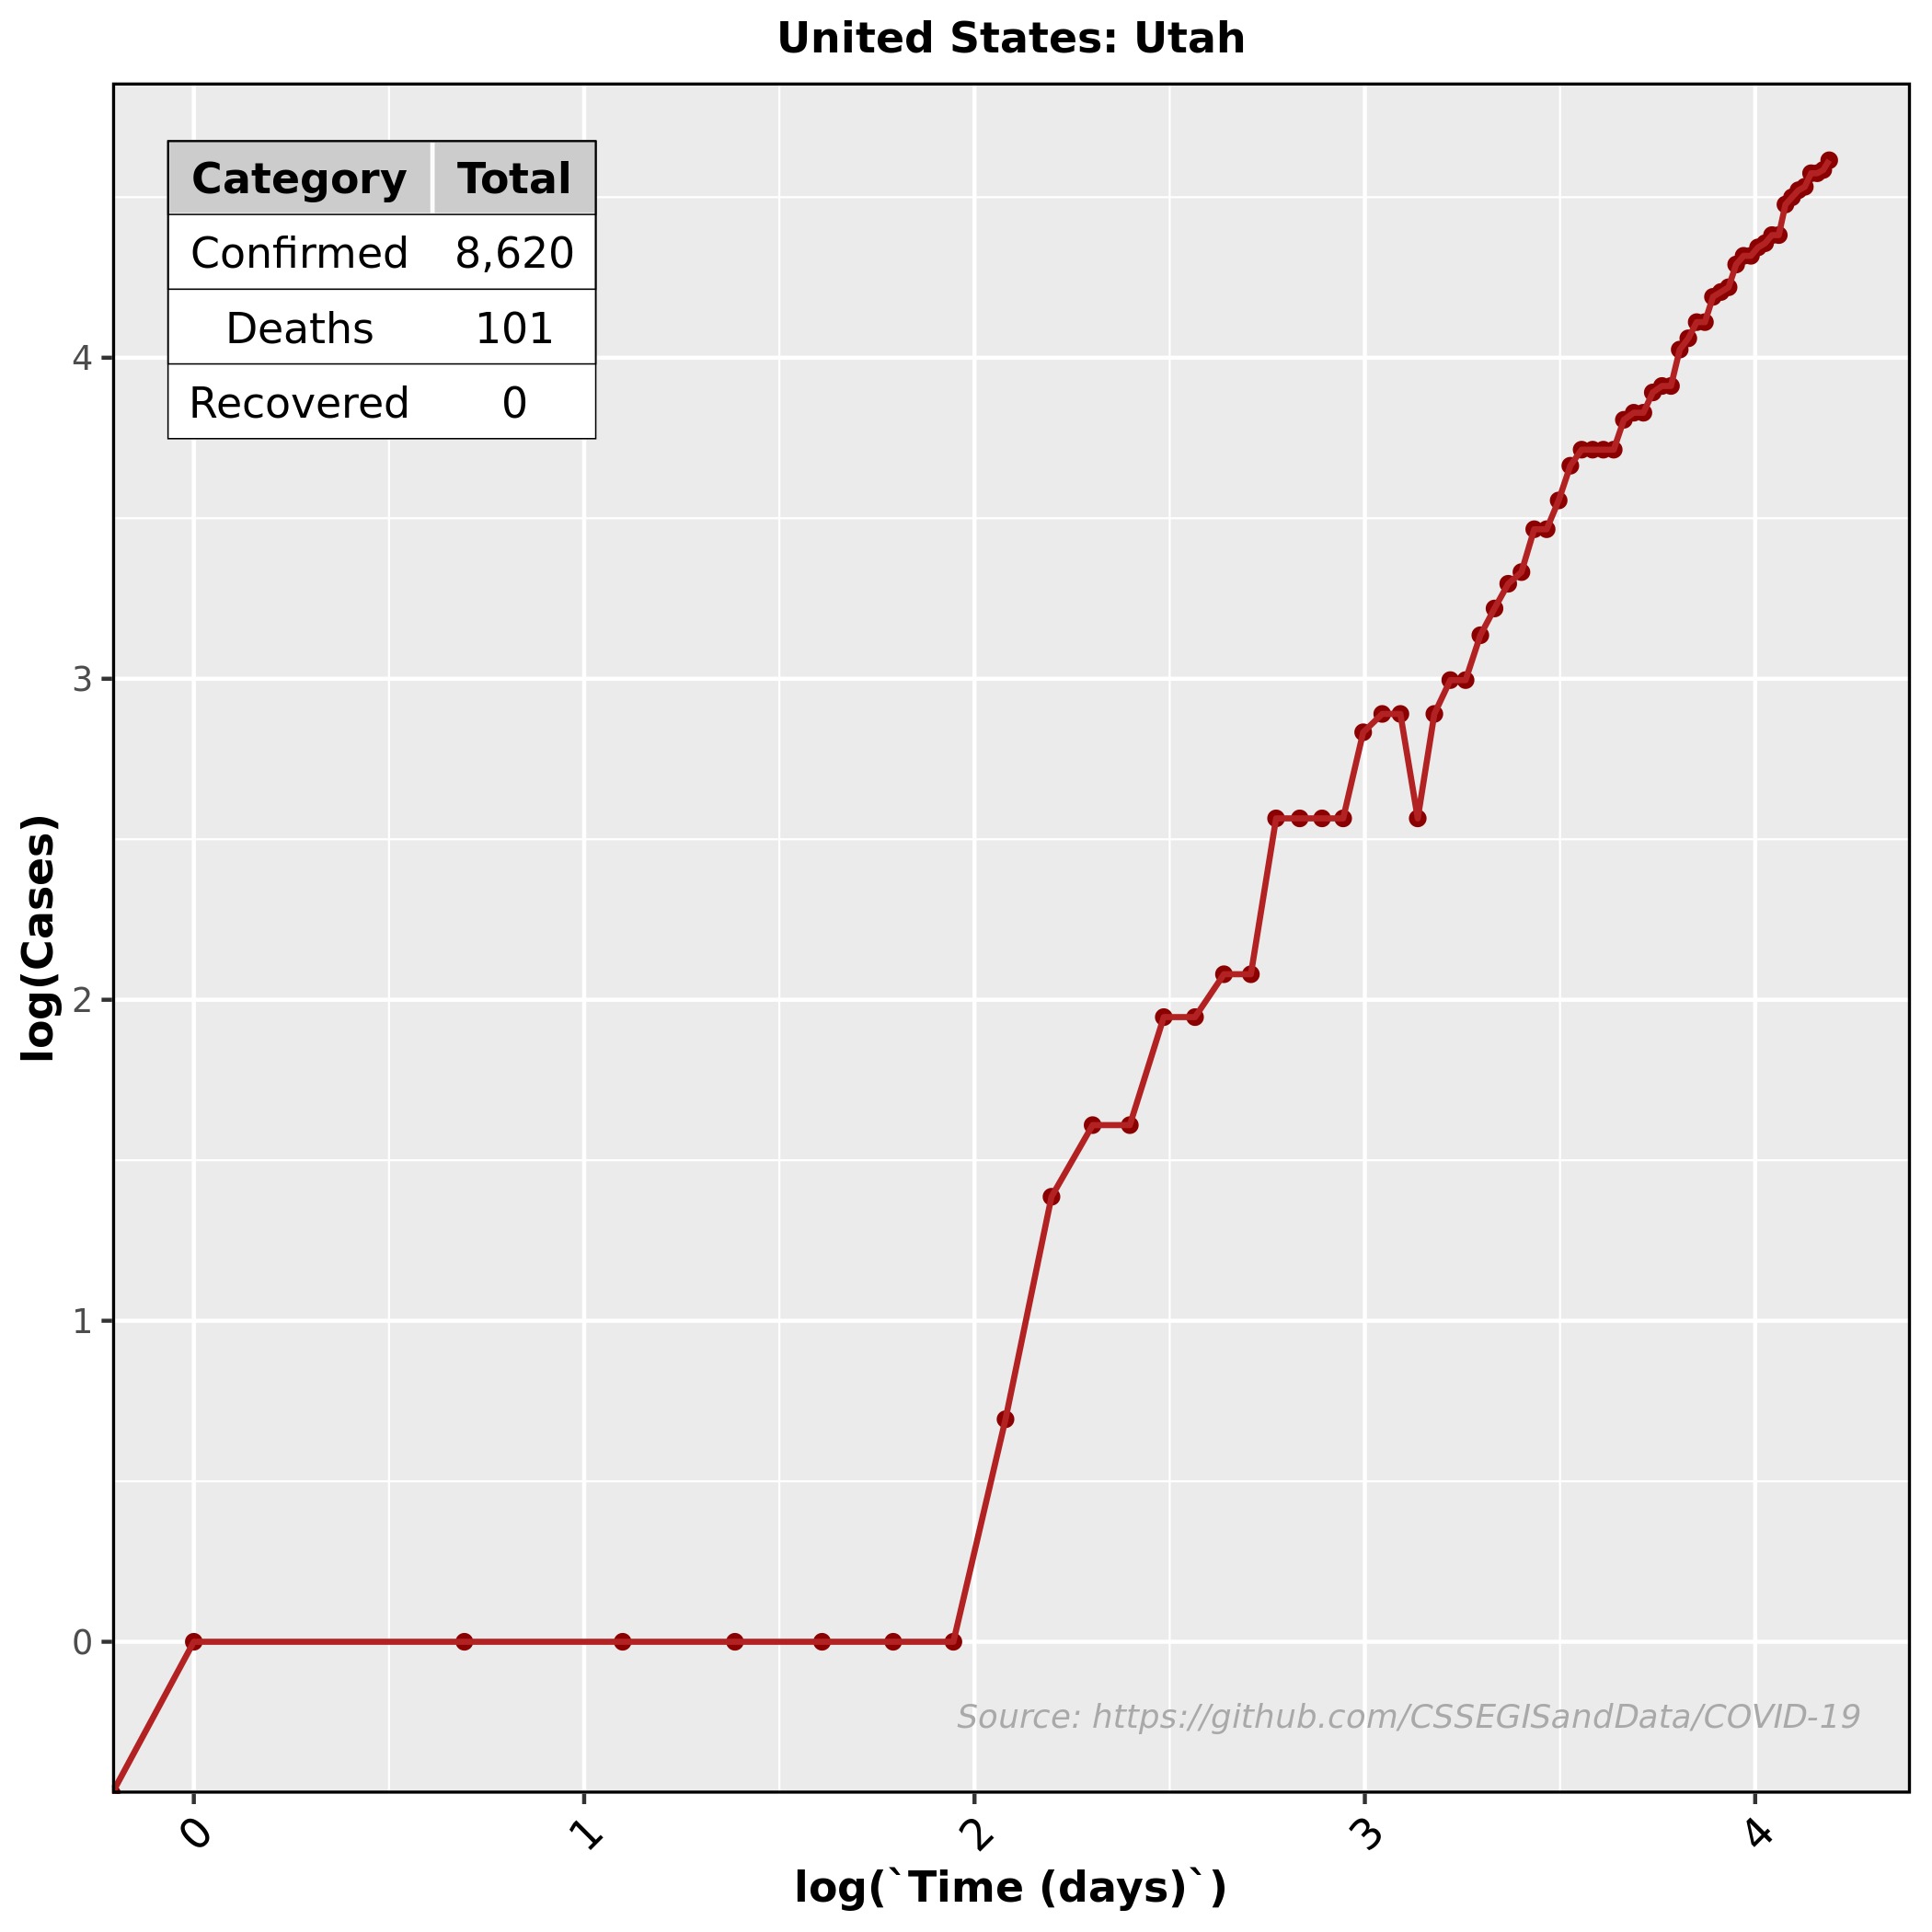 United States: Utah
Category Total
Confirmed 8,620
Deaths 101
Recovered 0
4
3
2
1
0
log(Cases)
Source: https://github.com/CSSEGISandData/COVID-19
0 1 2 3 4
log(`Time (days)`)